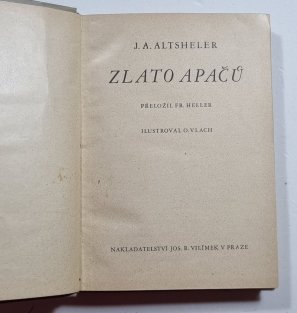 J. A. ALTSHELER
ZLATO APAČŮ
PŘELOŽIL FR. HELLER
ILUSTROVAL O. VLACH
NAKLADATELSTVÍ JOS. R. VILÍMEK V PRAZE